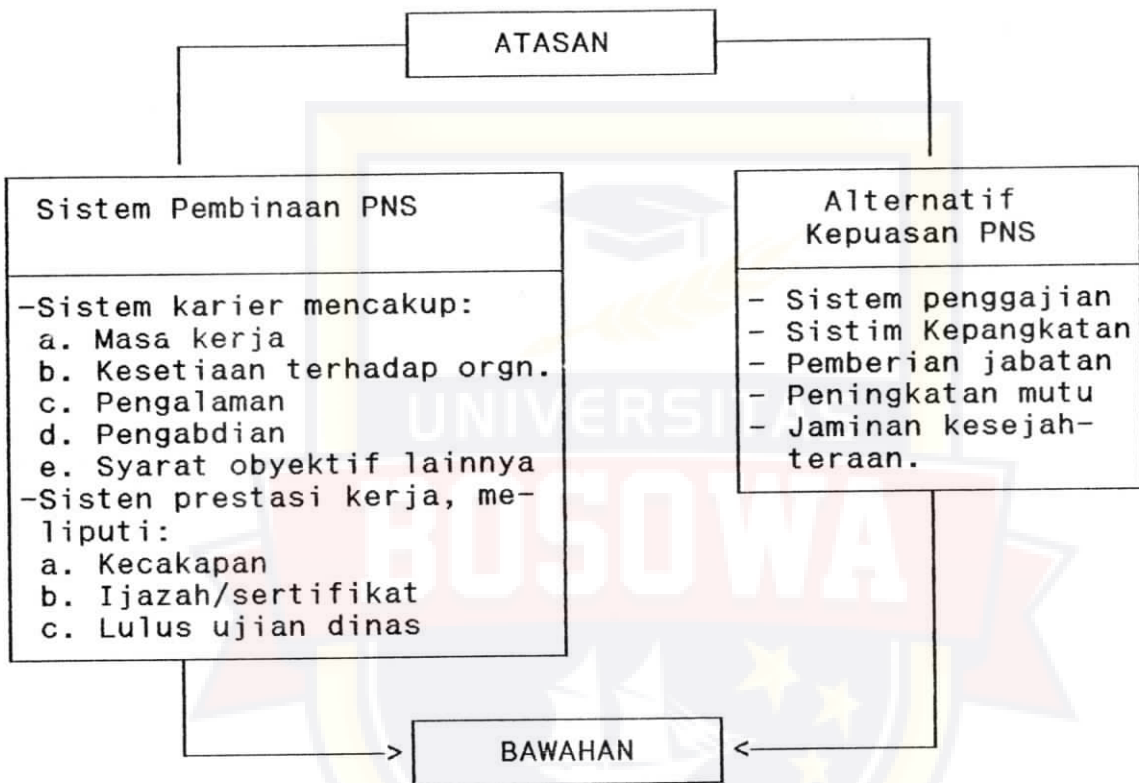 ATASAN
Sistem Pembinaan PNS
-Sistem karier mencakup:
a. Masa kerja
b. Kesetiaan terhadap orgn.
c. Pengalaman
d. Pengabdian
e. Syarat obyektif lainnya
-Sisten prestasi kerja, me-
liputi:
a. Kecakapan
b. Ijazah/sertifikat
c. Lulus ujian dinas
Alternatif
Kepuasan PNS
- Sistem penggajian
- Sistim Kepangkatan
- Pemberian jabatan
- Peningkatan mutu
- Jaminan kesejah-
teraan.
UNIVERSITAS
BOSOWA
BAWAHAN